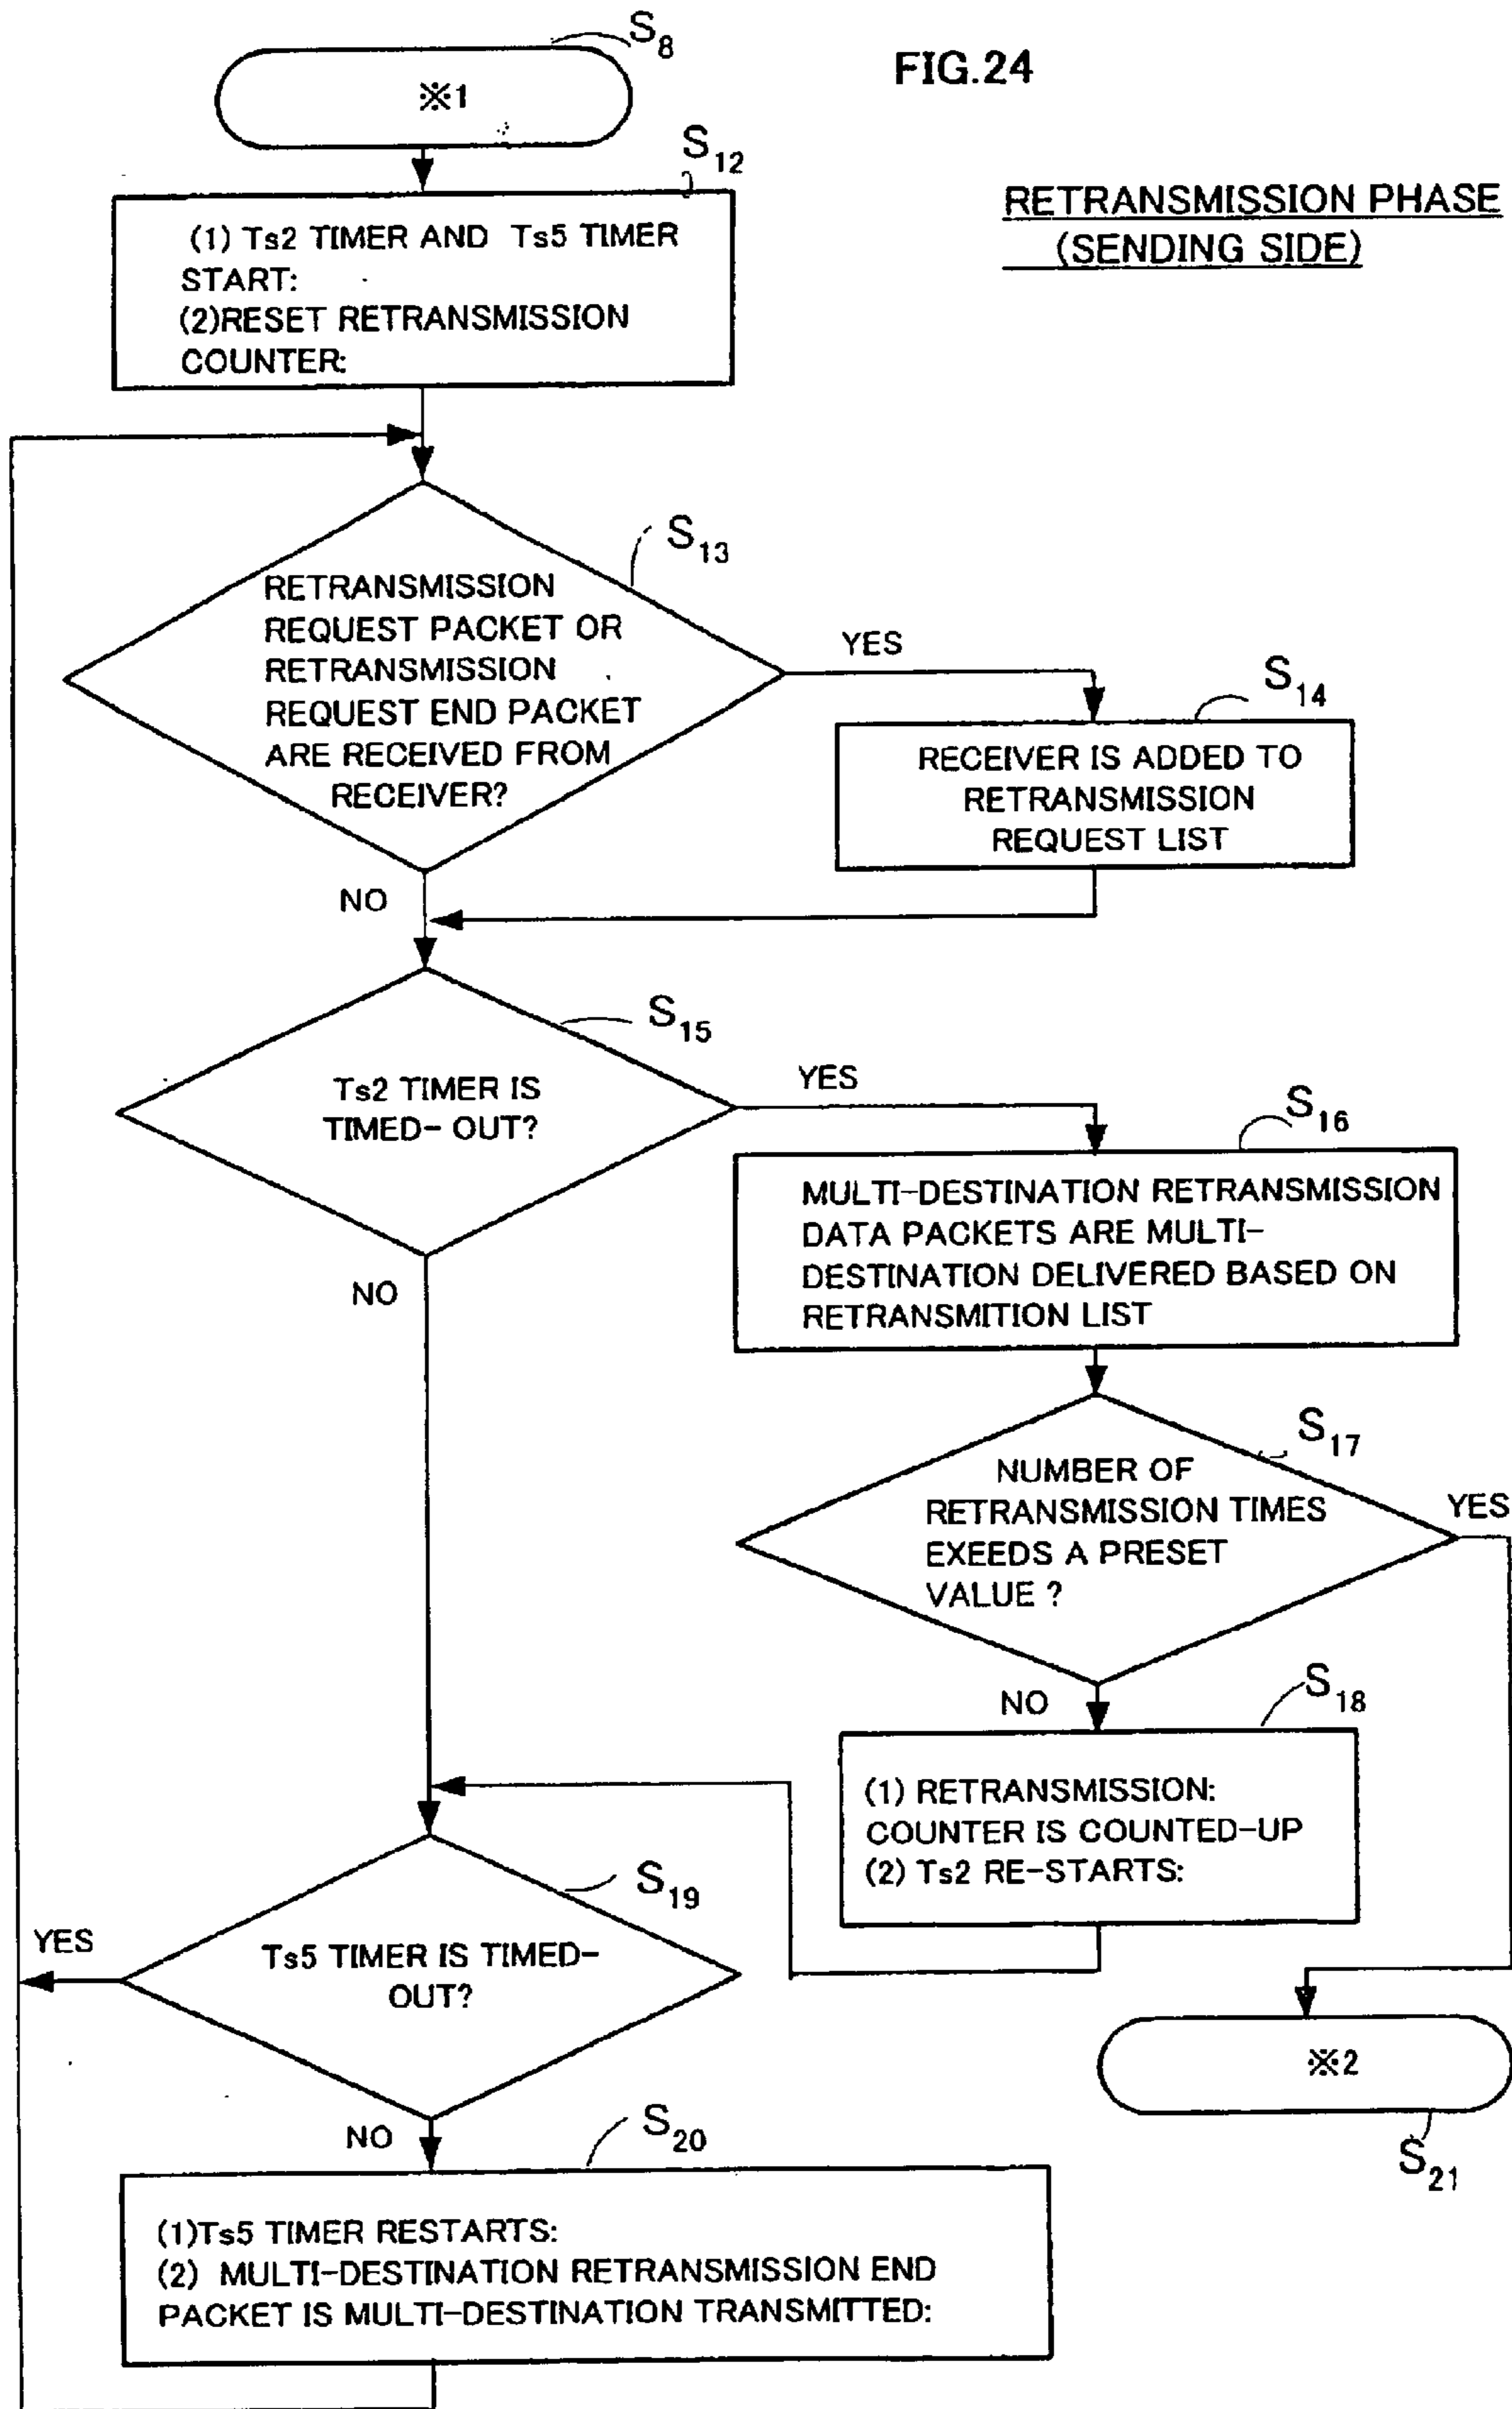 S8
FIG.24
※1
S12
RETRANSMISSION PHASE
(SENDING SIDE)
(1) Ts2 TIMER AND Ts5 TIMER
START:
(2)RESET RETRANSMISSION
COUNTER:
S13
RETRANSMISSION
REQUEST PACKET OR
RETRANSMISSION
REQUEST END PACKET
ARE RECEIVED FROM
RECEIVER?
YES
S14
RECEIVER IS ADDED TO
RETRANSMISSION
REQUEST LIST
NO
S15
Ts2 TIMER IS
TIMED- OUT?
YES
S16
MULTI-DESTINATION RETRANSMISSION
DATA PACKETS ARE MULTI-
DESTINATION DELIVERED BASED ON
RETRANSMITION LIST
NO
S17
NUMBER OF
RETRANSMISSION TIMES
EXEEDS A PRESET
VALUE ?
YES
NO
S18
(1) RETRANSMISSION:
COUNTER IS COUNTED-UP
(2) Ts2 RE-STARTS:
S19
Ts5 TIMER IS TIMED-
OUT?
YES
※2
S21
NO
S20
(1)Ts5 TIMER RESTARTS:
(2) MULTI-DESTINATION RETRANSMISSION END
PACKET IS MULTI-DESTINATION TRANSMITTED: